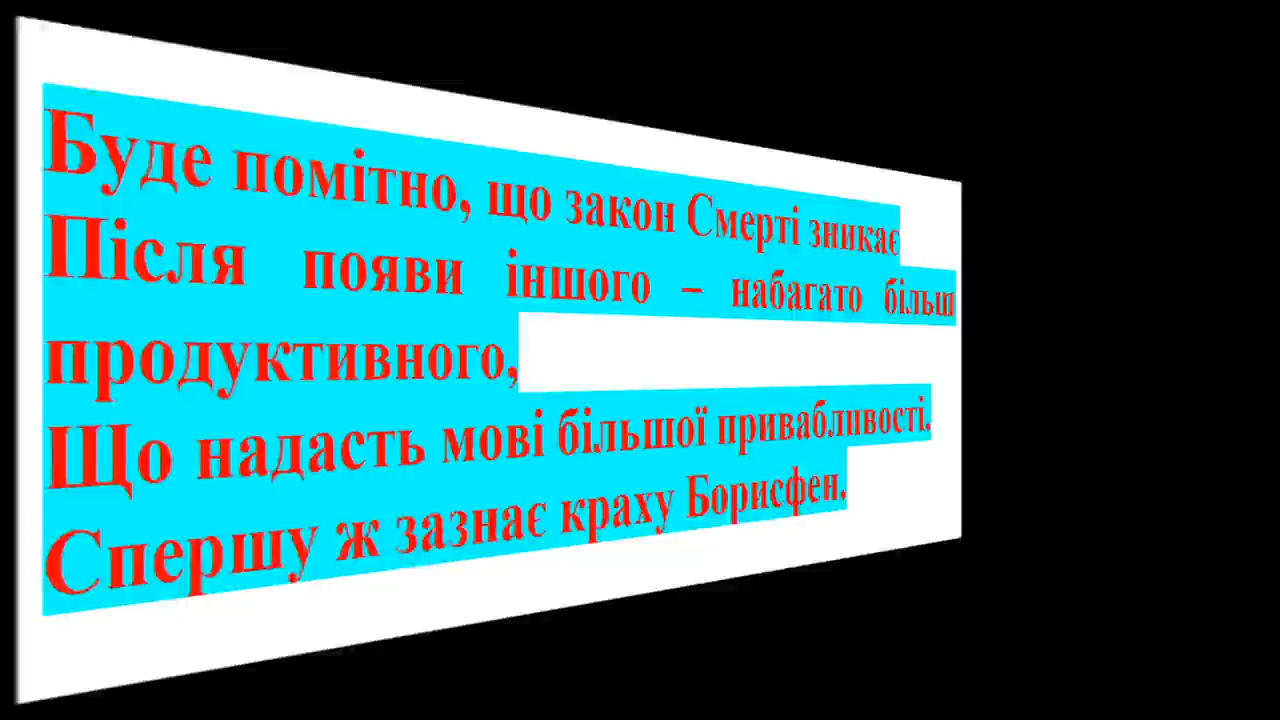 Буде помітно, що закон Смерті зникає
Після появи іншого – набагато більш
продуктивного,
Що надасть мові більшої привабливості.
Спершу ж зазнає краху Борисфен.